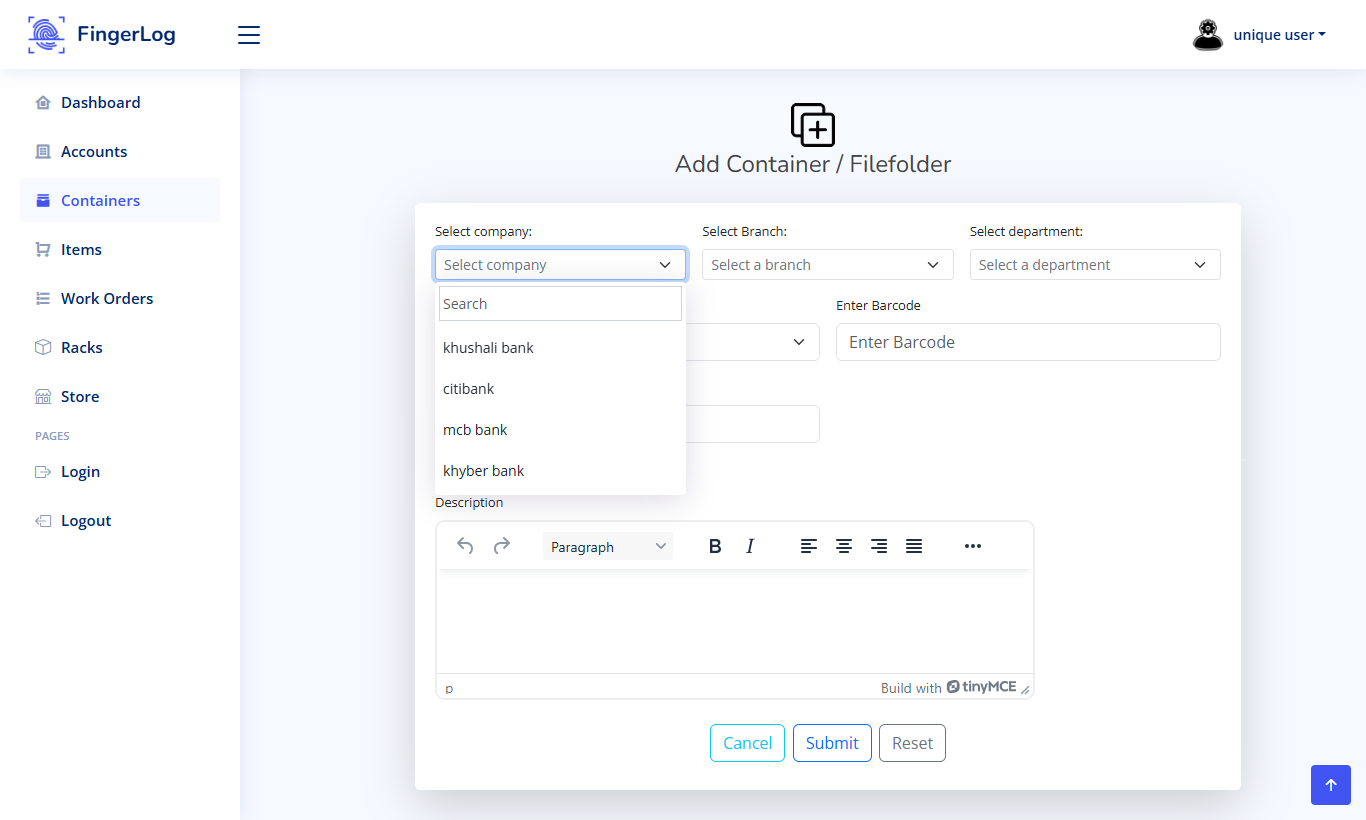 FingerLog
unique user
Dashboard
Accounts
Containers
Items
Work Orders
Racks
Store
PAGES
Login
Logout
Add Container / Filefolder
Select company:
Select Branch:
Select department:
Select company
Select a branch
Select a department
Search
khushali bank
citibank
mcb bank
khyber bank
Enter Barcode
Enter Barcode
Description
Paragraph
B
I
p
Build with tinyMCE
Cancel
Submit
Reset